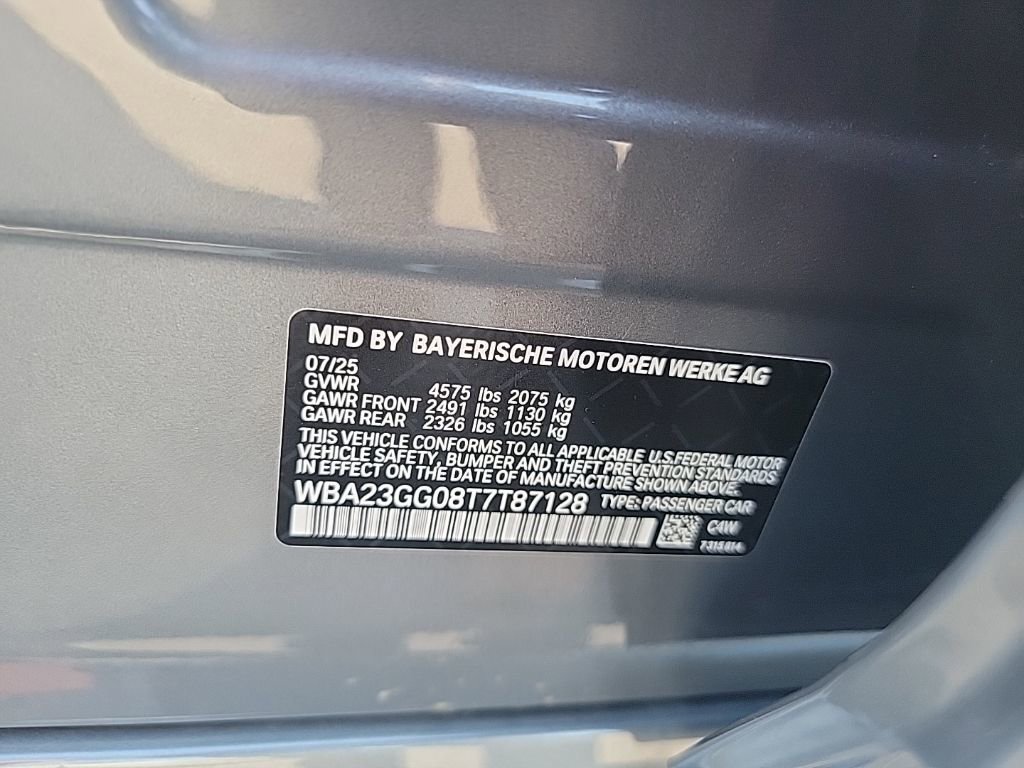 MFD BY BAYERISCHE MOTOREN WERKE AG
07/25
GVWR 4575 lbs 2075 kg
GAWR FRONT 2491 lbs 1130 kg
GAWR REAR 2326 lbs 1055 kg
THIS VEHICLE CONFORMS TO ALL APPLICABLE U.S.FEDERAL MOTOR
VEHICLE SAFETY, BUMPER AND THEFT PREVENTION STANDARDS
IN EFFECT ON THE DATE OF MANUFACTURE SHOWN ABOVE.
WBA23GG08T7T87128 TYPE: PASSENGER CAR
C4W